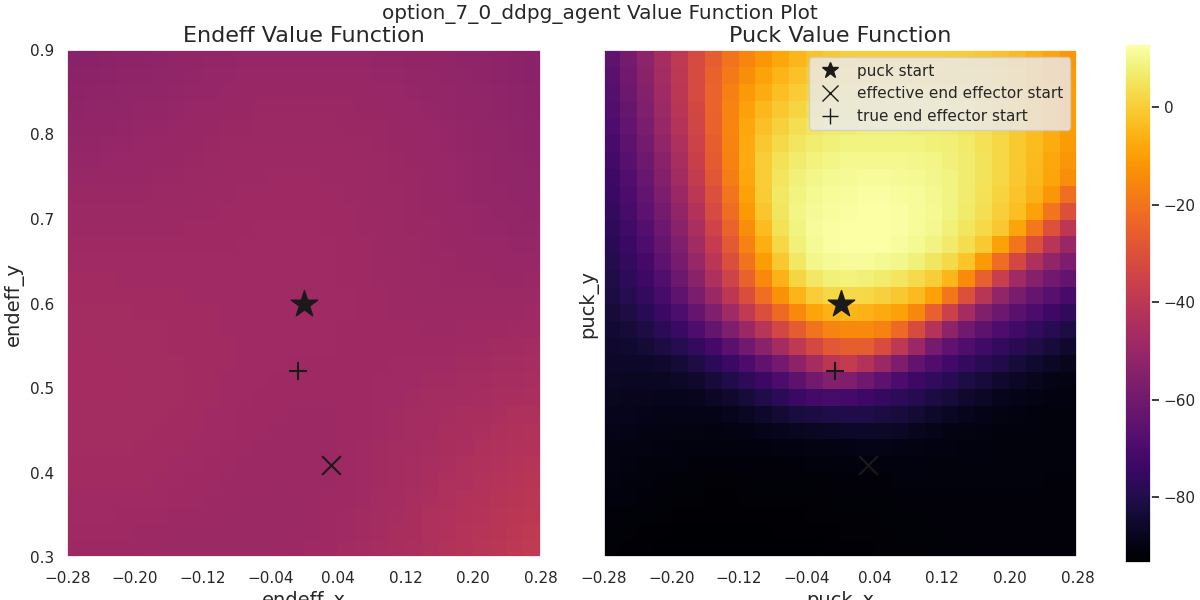 option_7_0_ddpg_agent Value Function Plot
Endeff Value Function
Puck Value Function
puck start
effective end effector start
true end effector start
endeff_y
0.9
0.8
0.7
0.6
0.5
0.4
0.3
−0.28 −0.20 −0.12 −0.04 0.04 0.12 0.20 0.28
endeff_x
puck_y
−0.28 −0.20 −0.12 −0.04 0.04 0.12 0.20 0.28
puck_x
0
−20
−40
−60
−80